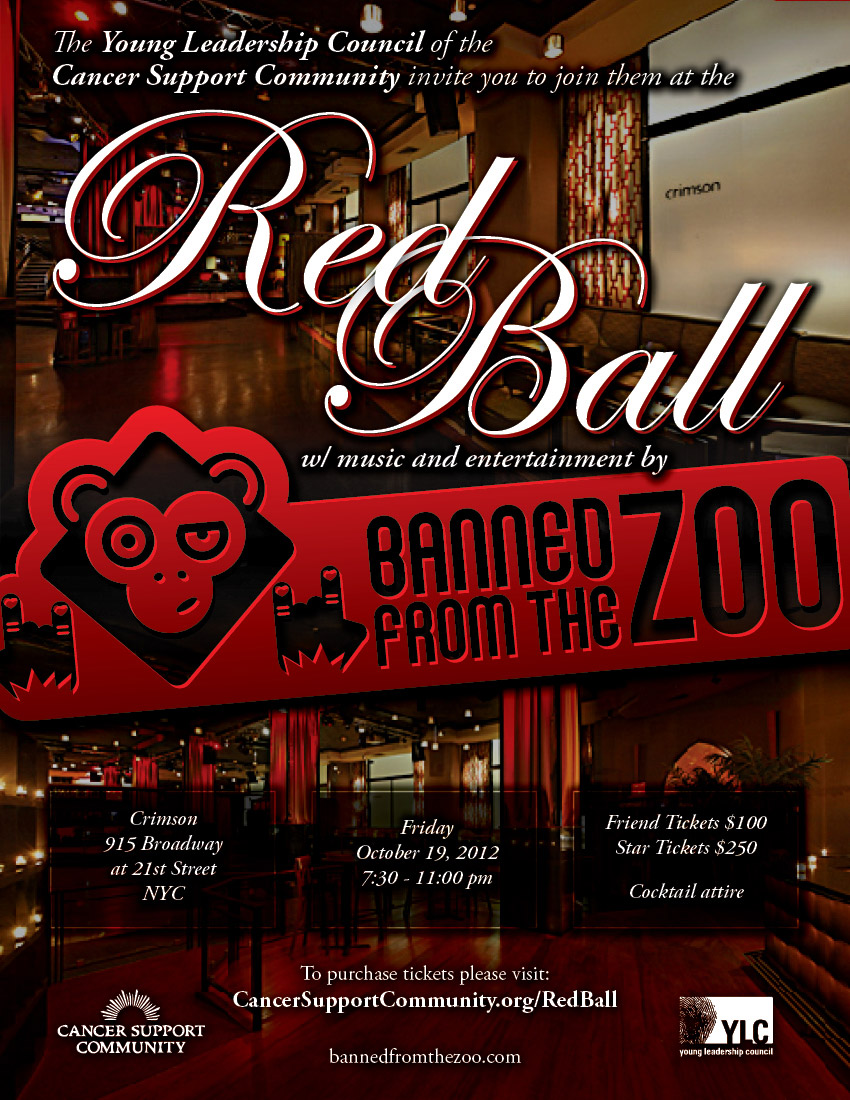 The Young Leadership Council of the
Cancer Support Community invite you to join them at the
crimson
Red
Ball
w/ music and entertainment by
BANNED
FROM THE
ZOO
Crimson
915 Broadway
at 21st Street
NYC
Friday
October 19, 2012
7:30 - 11:00 pm
Friend Tickets $100
Star Tickets $250
Cocktail attire
To purchase tickets please visit:
CancerSupportCommunity.org/RedBall
CANCER SUPPORT
COMMUNITY
bannedfromthezoo.com
YLC
young leadership council